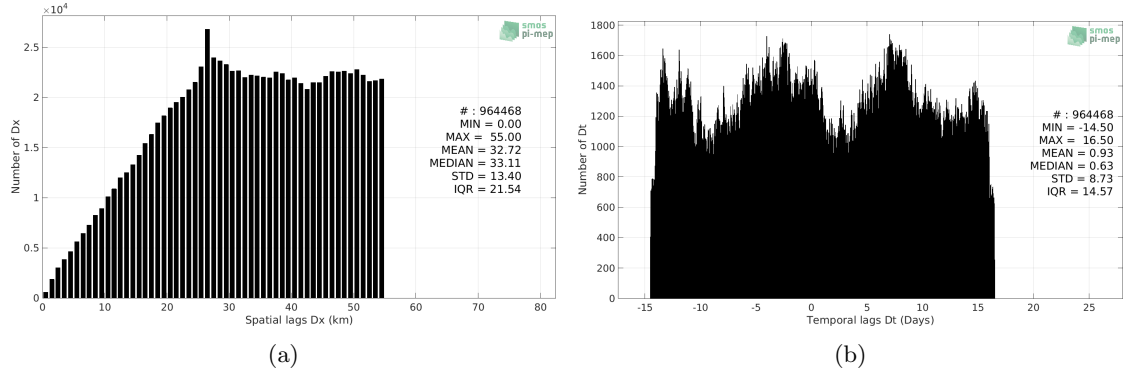 ×10⁴
2.5
2
1.5
1
0.5
0
Number of Dx
0 10 20 30 40 50 60 70 80
Spatial lags Dx (km)
smos
pi-mep
# : 964468
MIN = 0.00
MAX = 55.00
MEAN = 32.72
MEDIAN = 33.11
STD = 13.40
IQR = 21.54
(a)
1800
1600
1400
1200
1000
800
600
400
200
0
Number of Dt
-15 -10 -5 0 5 10 15 20 25
Temporal lags Dt (Days)
smos
pi-mep
# : 964468
MIN = -14.50
MAX = 16.50
MEAN = 0.93
MEDIAN = 0.63
STD = 8.73
IQR = 14.57
(b)